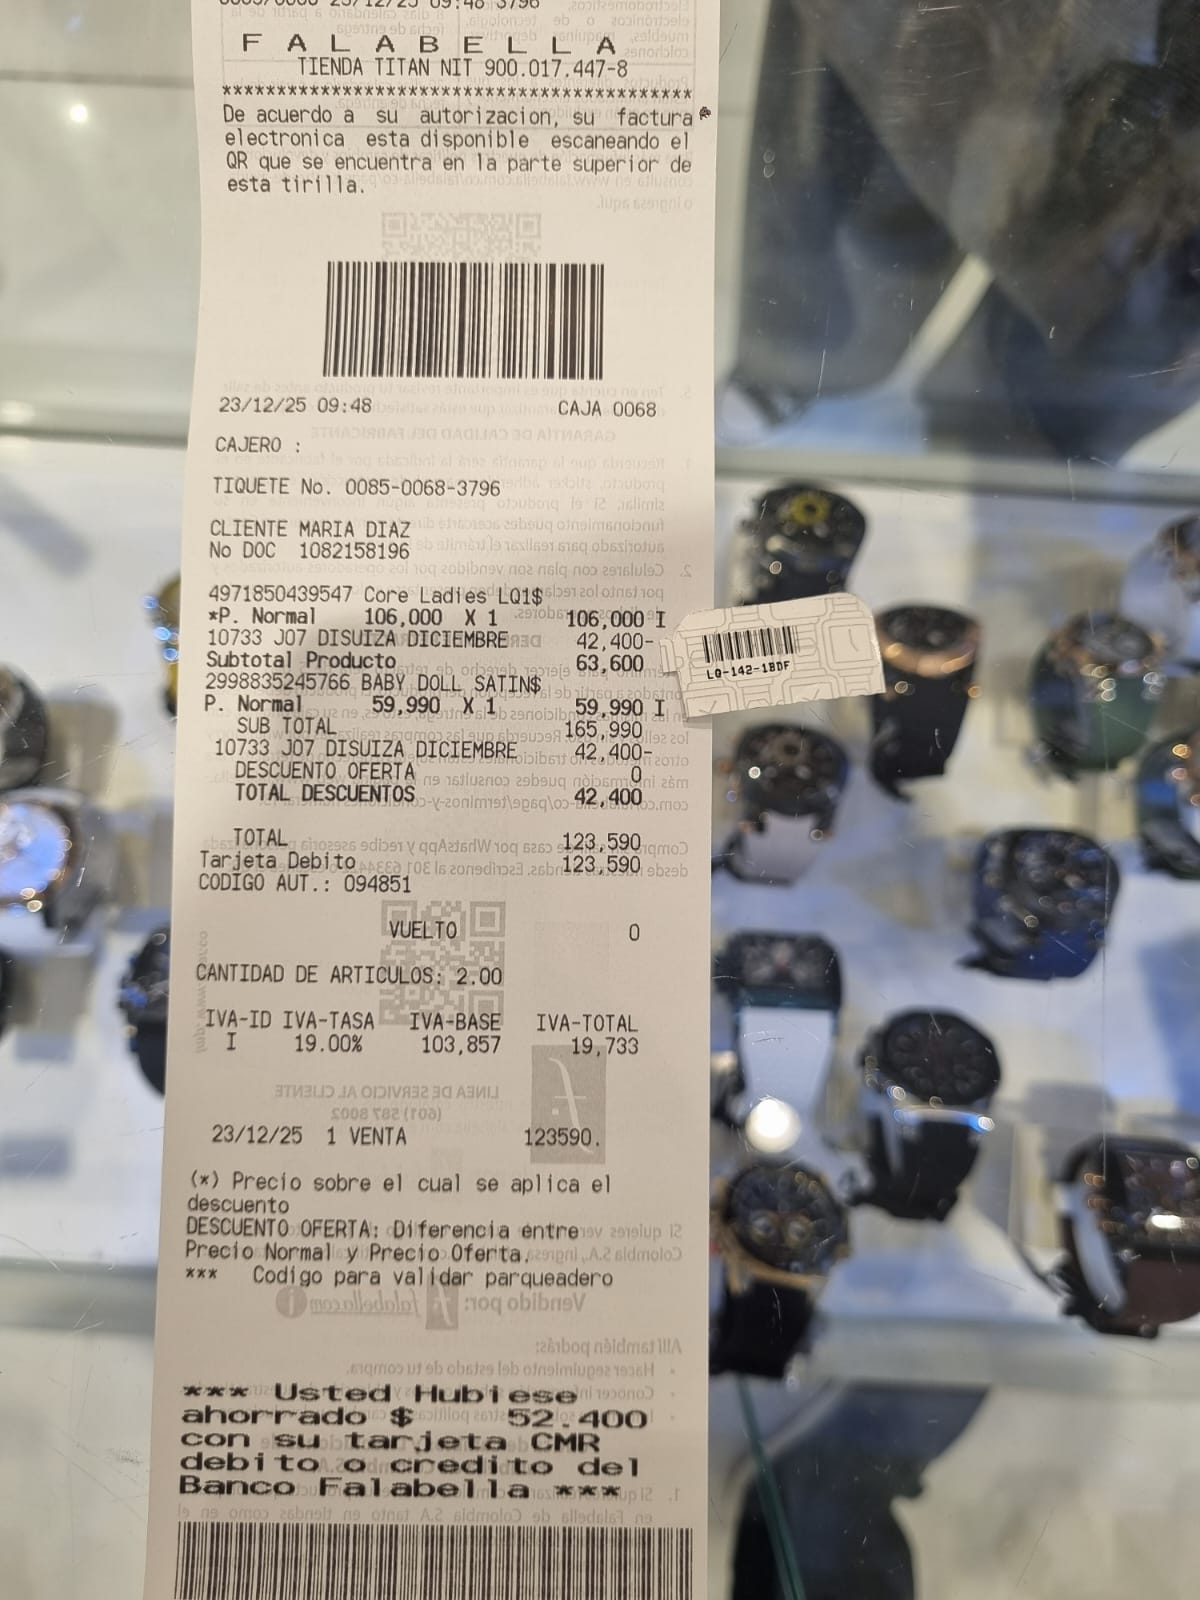 F A L A B E L L A
TIENDA TITAN NIT 900.017.447-8
******************************************
De acuerdo a su autorizacion, su factura
electronica esta disponible escaneando el
QR que se encuentra en la parte superior de
esta tirilla.
23/12/25 09:48 CAJA 0068
CAJERO :
TIQUETE No. 0085-0068-3796
CLIENTE MARIA DIAZ
No DOC 1082158196
4971850439547 Core Ladies LQ1$
*P. Normal 106,000 X 1 106,000 I
10733 J07 DISUIZA DICIEMBRE 42,400-
Subtotal Producto 63,600
2998835245766 BABY DOLL SATIN$
P. Normal 59,990 X 1 59,990 I
SUB TOTAL 165,990
10733 J07 DISUIZA DICIEMBRE 42,400-
DESCUENTO OFERTA 0
TOTAL DESCUENTOS 42,400
TOTAL 123,590
Tarjeta Debito 123,590
CODIGO AUT.: 094851
VUELTO 0
CANTIDAD DE ARTICULOS: 2.00
IVA-ID IVA-TASA IVA-BASE IVA-TOTAL
I 19.00% 103,857 19,733
23/12/25 1 VENTA 123590.
(*) Precio sobre el cual se aplica el
descuento
DESCUENTO OFERTA: Diferencia entre
Precio Normal y Precio Oferta.
*** Codigo para validar parqueadero
*** Usted Hubiese
ahorrado $ 52.400
con su tarjeta CMR
debito o credito del
Banco Falabella ***
LQ-142-1BDF